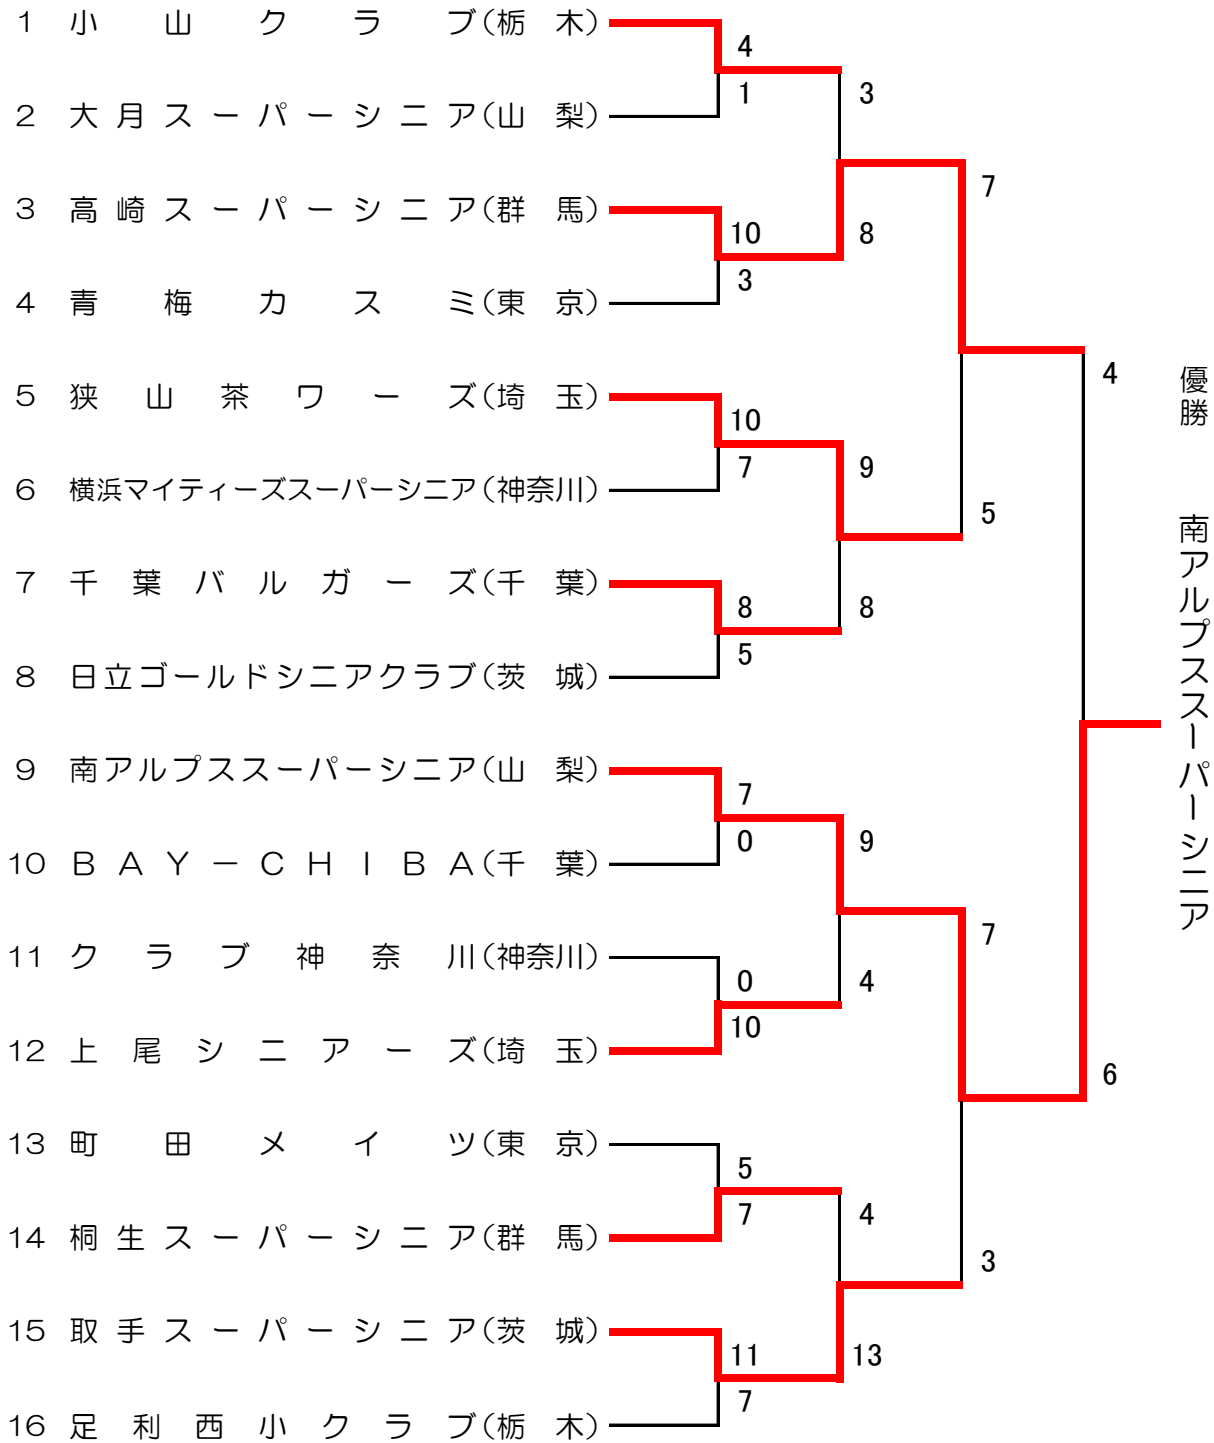 1 小山クラブ(栃木)
4
1
3
2 大月スーパーシニア(山梨)
7
3 高崎スーパーシニア(群馬)
10
8
3
4 青梅カスミ(東京)
4
5 狭山茶ワーズ(埼玉)
10
7
9
6 横浜マイティーズスーパーシニア(神奈川)
5
7 千葉バルガーズ(千葉)
8
8
5
8 日立ゴールドシニアクラブ(茨城)
優勝 南アルプススーパーシニア
9 南アルプススーパーシニア(山梨)
7
0
9
10 BAY-CHIBA(千葉)
7
11 クラブ神奈川(神奈川)
0
4
10
12 上尾シニアーズ(埼玉)
6
13 町田メイツ(東京)
5
7
4
14 桐生スーパーシニア(群馬)
3
15 取手スーパーシニア(茨城)
11
13
7
16 足利西小クラブ(栃木)